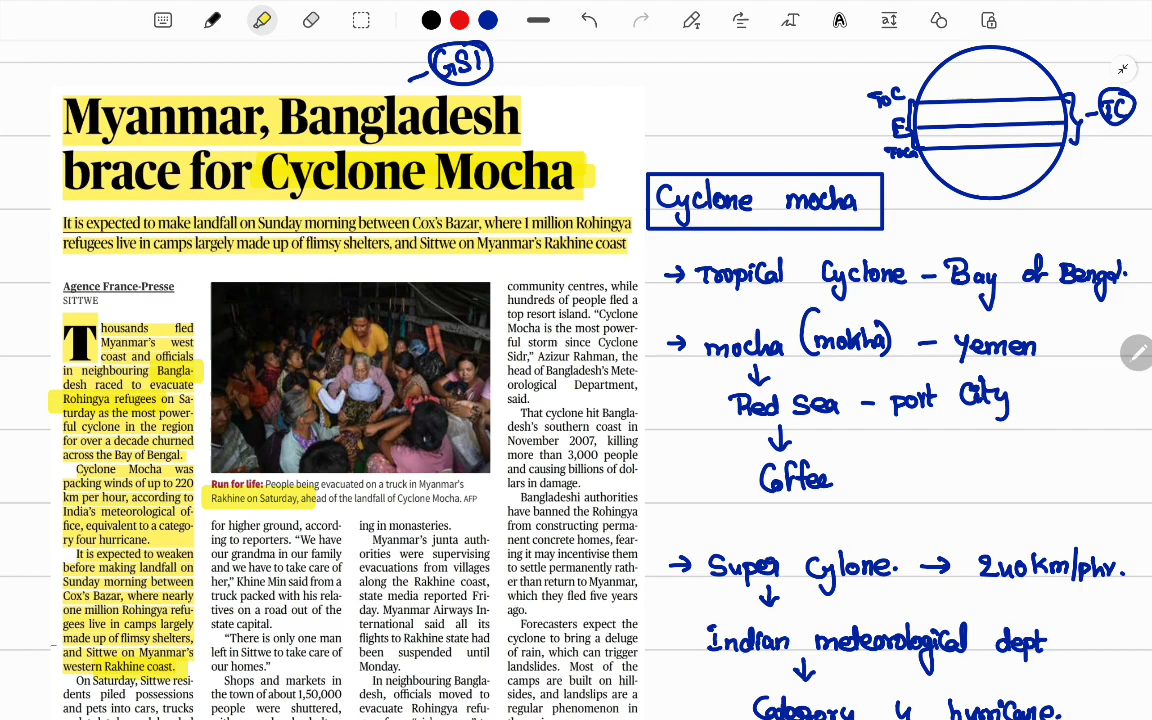 GSI
Myanmar, Bangladesh
brace for Cyclone Mocha
It is expected to make landfall on Sunday morning between Cox's Bazar, where 1 million Rohingya
refugees live in camps largely made up of flimsy shelters, and Sittwe on Myanmar's Rakhine coast
Agence France-Presse
SITTWE
Thousands fled
Myanmar's west
coast and officials
in neighbouring Bangla-
desh raced to evacuate
Rohingya refugees on Sa-
turday as the most power-
ful cyclone in the region
for over a decade churned
across the Bay of Bengal.
Cyclone Mocha was
packing winds of up to 220
km per hour, according to
India's meteorological of-
fice, equivalent to a catego-
ry four hurricane.
It is expected to weaken
before making landfall on
Sunday morning between
Cox's Bazar, where nearly
one million Rohingya refu-
gees live in camps largely
made up of flimsy shelters,
and Sittwe on Myanmar's
western Rakhine coast.
On Saturday, Sittwe resi-
dents piled possessions
and pets into cars, trucks
Run for life: People being evacuated on a truck in Myanmar's
Rakhine on Saturday, ahead of the landfall of Cyclone Mocha. AFP
for higher ground, accord-
ing to reporters. "We have
our grandma in our family
and we have to take care of
her," Khine Min said from a
truck packed with his rela-
tives on a road out of the
state capital.
"There is only one man
left in Sittwe to take care of
our homes."
Shops and markets in
the town of about 1,50,000
people were shuttered,
ing in monasteries.
Myanmar's junta auth-
orities were supervising
evacuations from villages
along the Rakhine coast,
state media reported Fri-
day. Myanmar Airways In-
ternational said all its
flights to Rakhine state had
been suspended until
Monday.
In neighbouring Bangla-
desh, officials moved to
evacuate Rohingya refu-
community centres, while
hundreds of people fled a
top resort island. "Cyclone
Mocha is the most power-
ful storm since Cyclone
Sidr," Azizur Rahman, the
head of Bangladesh's Mete-
orological Department,
said.
That cyclone hit Bangla-
desh's southern coast in
November 2007, killing
more than 3,000 people
and causing billions of dol-
lars in damage.
Bangladeshi authorities
have banned the Rohingya
from constructing perma-
nent concrete homes, fear-
ing it may incentivise them
to settle permanently rath-
er than return to Myanmar,
which they fled five years
ago.
Forecasters expect the
cyclone to bring a deluge
of rain, which can trigger
landslides. Most of the
camps are built on hill-
sides, and landslips are a
regular phenomenon in
TOC
E
TOCa
TC
Cyclone mocha
→ Tropical Cyclone - Bay of Bengal.
→ mocha (mokha) - Yemen
Red Sea - port City
Coffee
→ Super Cylone. → 240km/phr.
Indian meteorological dept
Category 4 hurricane.